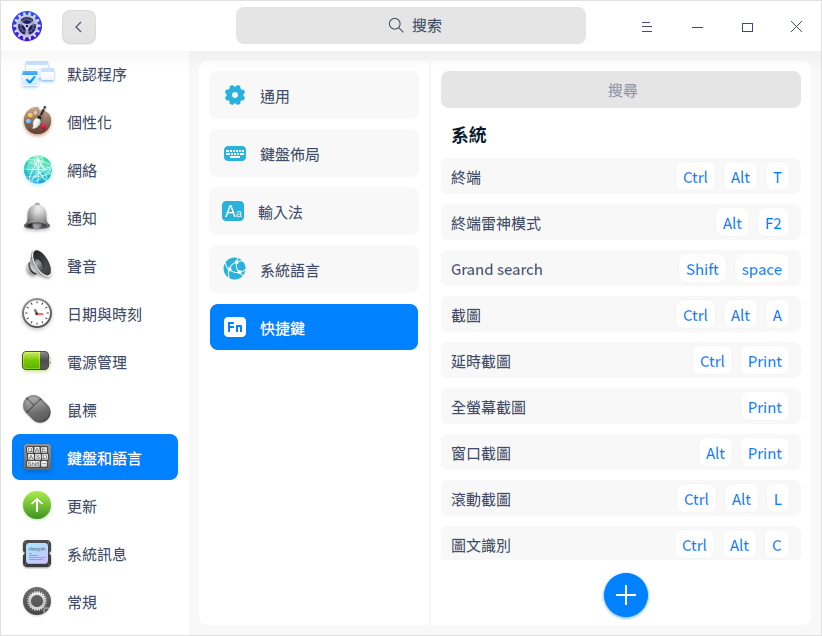 搜索
默認程序
個性化
網絡
通知
聲音
日期與時刻
電源管理
鼠標
鍵盤和語言
更新
系統訊息
常規
通用
鍵盤佈局
Aa 輸入法
系統語言
Fn 快捷鍵
搜尋
系統
終端 Ctrl Alt T
終端雷神模式 Alt F2
Grand search Shift space
截圖 Ctrl Alt A
延時截圖 Ctrl Print
全螢幕截圖 Print
窗口截圖 Alt Print
滾動截圖 Ctrl Alt L
圖文識別 Ctrl Alt C